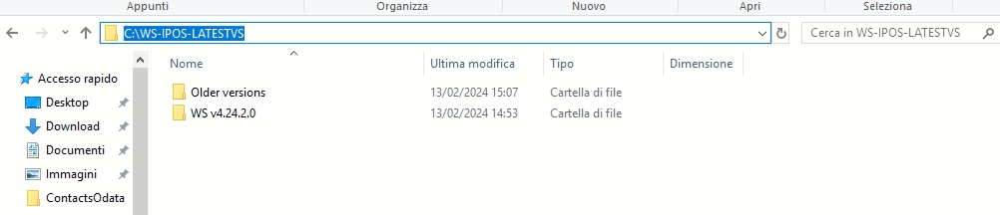 Appunti Organizza Nuovo Apri Seleziona
C:\WS-IPOS-LATESTVS Cerca in WS-IPOS-LATESTVS
Nome Ultima modifica Tipo Dimensione
Accesso rapido
Older versions 13/02/2024 15:07 Cartella di file
Desktop
WS v4.24.2.0 13/02/2024 14:53 Cartella di file
Download
Documenti
Immagini
ContactsOdata